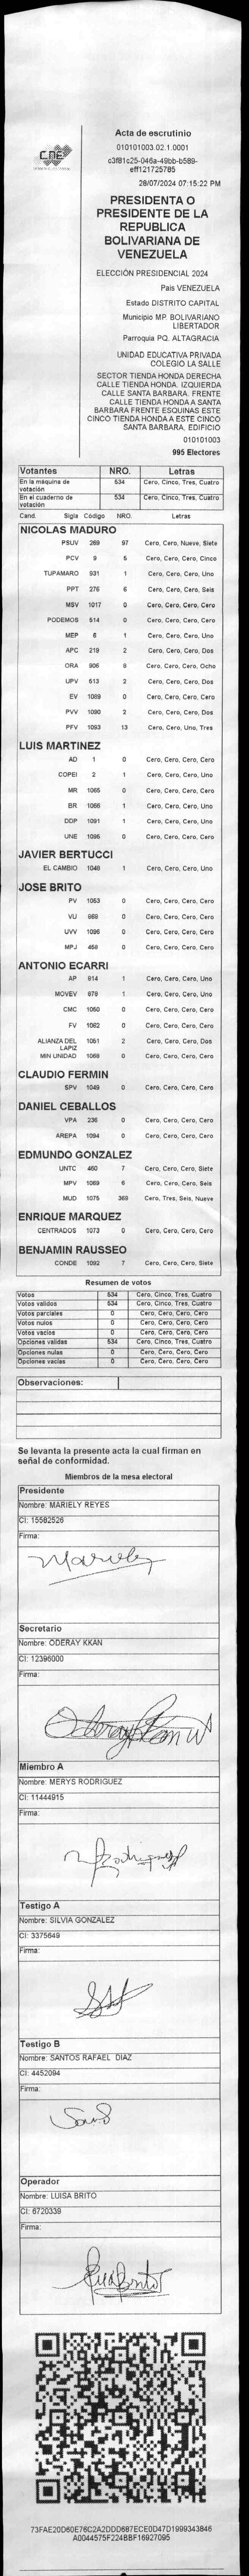 CNE
Acta de escrutinio
010101003.02.1.0001
c3f81c25-046a-49bb-b589-
eff121725785
28/07/2024 07:15:22 PM
PRESIDENTA O
PRESIDENTE DE LA
REPUBLICA
BOLIVARIANA DE
VENEZUELA
ELECCIÓN PRESIDENCIAL 2024
País VENEZUELA
Estado DISTRITO CAPITAL
Municipio MP. BOLIVARIANO
LIBERTADOR
Parroquia PQ. ALTAGRACIA
UNIDAD EDUCATIVA PRIVADA
COLEGIO LA SALLE
SECTOR TIENDA HONDA DERECHA
CALLE TIENDA HONDA. IZQUIERDA
CALLE SANTA BARBARA. FRENTE
CALLE TIENDA HONDA A SANTA
BARBARA FRENTE ESQUINAS ESTE
CINCO TIENDA HONDA A ESTE CINCO
SANTA BARBARA, EDIFICIO
010101003
995 Electores
Votantes NRO. Letras
En la máquina de votación 534 Cero, Cinco, Tres, Cuatro
En el cuaderno de votación 534 Cero, Cinco, Tres, Cuatro
Cand. Sigla Código NRO. Letras
NICOLAS MADURO
PSUV 269 97 Cero, Cero, Nueve, Siete
PCV 9 5 Cero, Cero, Cero, Cinco
TUPAMARO 931 1 Cero, Cero, Cero, Uno
PPT 276 6 Cero, Cero, Cero, Seis
MSV 1017 0 Cero, Cero, Cero, Cero
PODEMOS 514 0 Cero, Cero, Cero, Cero
MEP 6 1 Cero, Cero, Cero, Uno
APC 219 2 Cero, Cero, Cero, Dos
ORA 906 8 Cero, Cero, Cero, Ocho
UPV 613 2 Cero, Cero, Cero, Dos
EV 1089 0 Cero, Cero, Cero, Cero
PVV 1090 2 Cero, Cero, Cero, Dos
PFV 1093 13 Cero, Cero, Uno, Tres
LUIS MARTINEZ
AD 1 0 Cero, Cero, Cero, Cero
COPEI 2 1 Cero, Cero, Cero, Uno
MR 1065 0 Cero, Cero, Cero, Cero
BR 1066 1 Cero, Cero, Cero, Uno
DDP 1091 1 Cero, Cero, Cero, Uno
UNE 1095 0 Cero, Cero, Cero, Cero
JAVIER BERTUCCI
EL CAMBIO 1048 1 Cero, Cero, Cero, Uno
JOSE BRITO
PV 1053 0 Cero, Cero, Cero, Cero
VU 868 0 Cero, Cero, Cero, Cero
UVV 1096 0 Cero, Cero, Cero, Cero
MPJ 458 0 Cero, Cero, Cero, Cero
ANTONIO ECARRI
AP 914 1 Cero, Cero, Cero, Uno
MOVEV 978 1 Cero, Cero, Cero, Uno
CMC 1050 0 Cero, Cero, Cero, Cero
FV 1062 0 Cero, Cero, Cero, Cero
ALIANZA DEL LAPIZ 1051 2 Cero, Cero, Cero, Dos
MIN UNIDAD 1068 0 Cero, Cero, Cero, Cero
CLAUDIO FERMIN
SPV 1049 0 Cero, Cero, Cero, Cero
DANIEL CEBALLOS
VPA 236 0 Cero, Cero, Cero, Cero
AREPA 1094 0 Cero, Cero, Cero, Cero
EDMUNDO GONZALEZ
UNTC 460 7 Cero, Cero, Cero, Siete
MPV 1069 6 Cero, Cero, Cero, Seis
MUD 1075 369 Cero, Tres, Seis, Nueve
ENRIQUE MARQUEZ
CENTRADOS 1073 0 Cero, Cero, Cero, Cero
BENJAMIN RAUSSEO
CONDE 1092 7 Cero, Cero, Cero, Siete
Resumen de votos
Votos 534 Cero, Cinco, Tres, Cuatro
Votos validos 534 Cero, Cinco, Tres, Cuatro
Votos parciales 0 Cero, Cero, Cero, Cero
Votos nulos 0 Cero, Cero, Cero, Cero
Votos vacios 0 Cero, Cero, Cero, Cero
Opciones validas 534 Cero, Cinco, Tres, Cuatro
Opciones nulas 0 Cero, Cero, Cero, Cero
Opciones vacias 0 Cero, Cero, Cero, Cero
Observaciones:
Se levanta la presente acta la cual firman en
señal de conformidad.
Miembros de la mesa electoral
Presidente
Nombre: MARIELY REYES
CI: 15582526
Firma:
Mariely
Secretario
Nombre: ODERAY KKAN
CI: 12396000
Firma:
Miembro A
Nombre: MERYS RODRIGUEZ
CI: 11444915
Firma:
Testigo A
Nombre: SILVIA GONZALEZ
CI: 3375649
Firma:
Testigo B
Nombre: SANTOS RAFAEL DIAZ
CI: 4452094
Firma:
Operador
Nombre: LUISA BRITO
CI: 6720339
Firma:
73FAE20D60E76C2A2DDD687ECE0D47D1999343846
A0044575F224BBF16927095